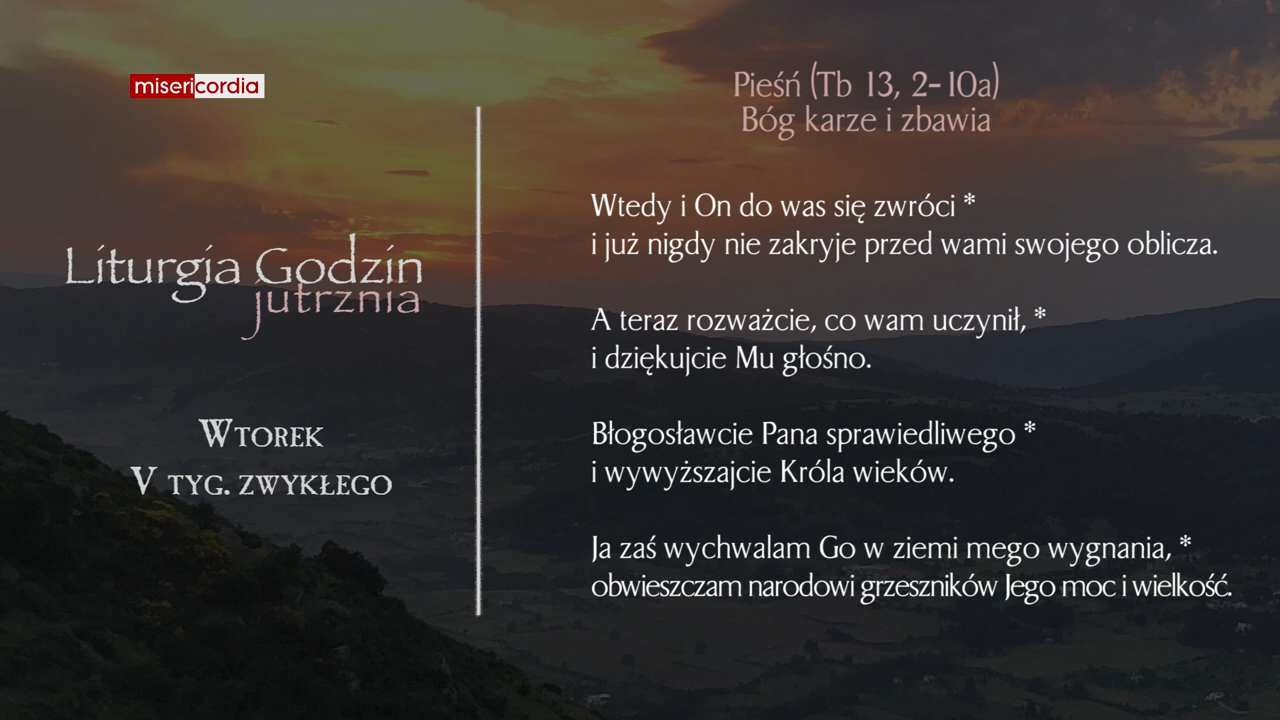 misericordia
Liturgia Godzin
jutrznia
Wtorek
V tyg. zwykłego
Pieśń (Tb 13, 2-10a)
Bóg karze i zbawia
Wtedy i On do was się zwróci *
i już nigdy nie zakryje przed wami swojego oblicza.
A teraz rozważcie, co wam uczynił, *
i dziękujcie Mu głośno.
Błogosławcie Pana sprawiedliwego *
i wywyższajcie Króla wieków.
Ja zaś wychwalam Go w ziemi mego wygnania, *
obwieszczam narodowi grzeszników Jego moc i wielkość.